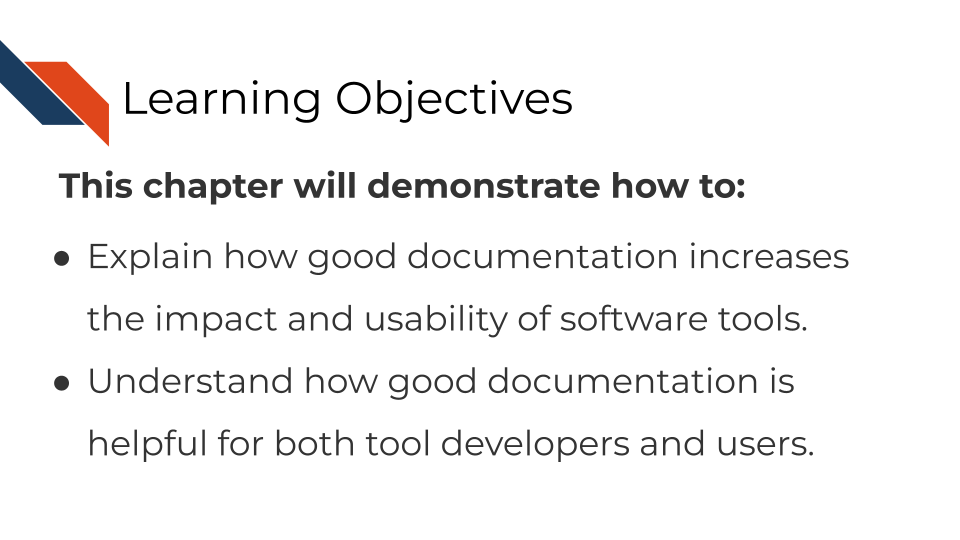 Learning Objectives
This chapter will demonstrate how to:
● Explain how good documentation increases
the impact and usability of software tools.
● Understand how good documentation is
helpful for both tool developers and users.